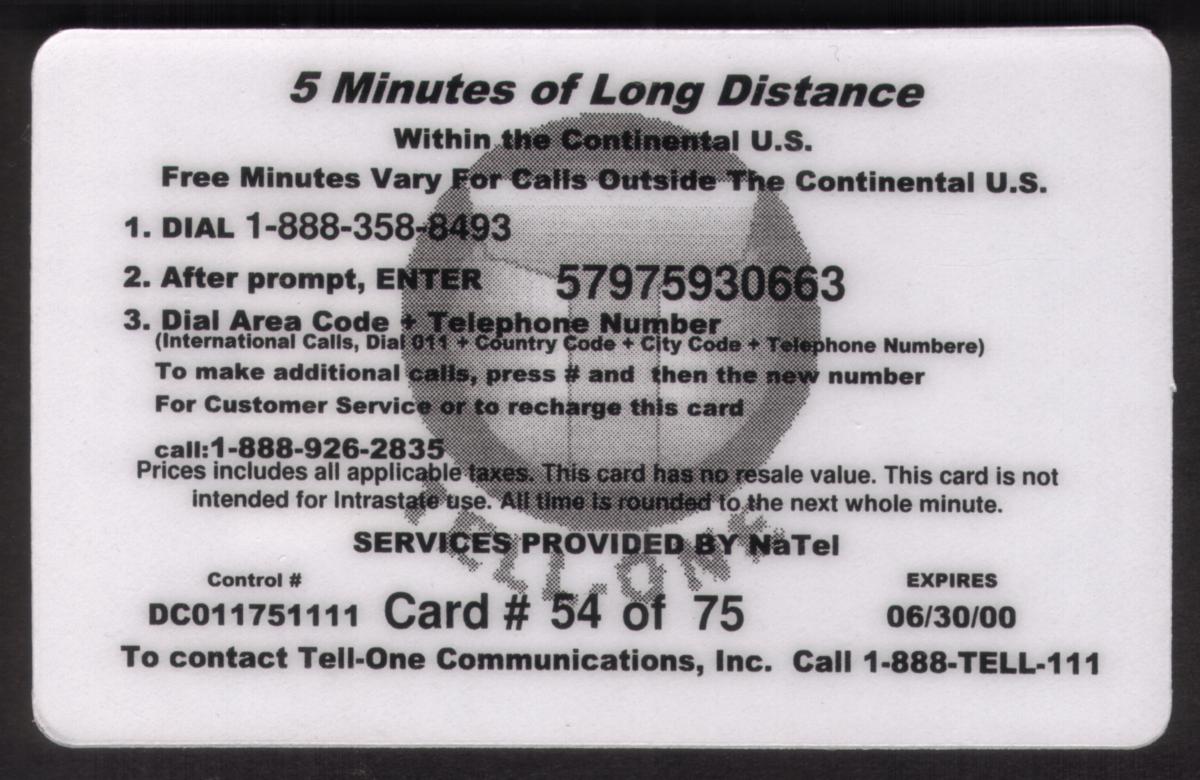 5 Minutes of Long Distance
Within the Continental U.S.
Free Minutes Vary For Calls Outside The Continental U.S.
1. DIAL 1-888-358-8493
2. After prompt, ENTER 57975930663
3. Dial Area Code + Telephone Number
(International Calls, Dial 011 + Country Code + City Code + Telephone Numbere)
To make additional calls, press # and then the new number
For Customer Service or to recharge this card
call:1-888-926-2835
Prices includes all applicable taxes. This card has no resale value. This card is not
intended for Intrastate use. All time is rounded to the next whole minute.
TELL-ONE
SERVICES PROVIDED BY NaTel
Control # EXPIRES
DC011751111 Card # 54 of 75 06/30/00
To contact Tell-One Communications, Inc. Call 1-888-TELL-111